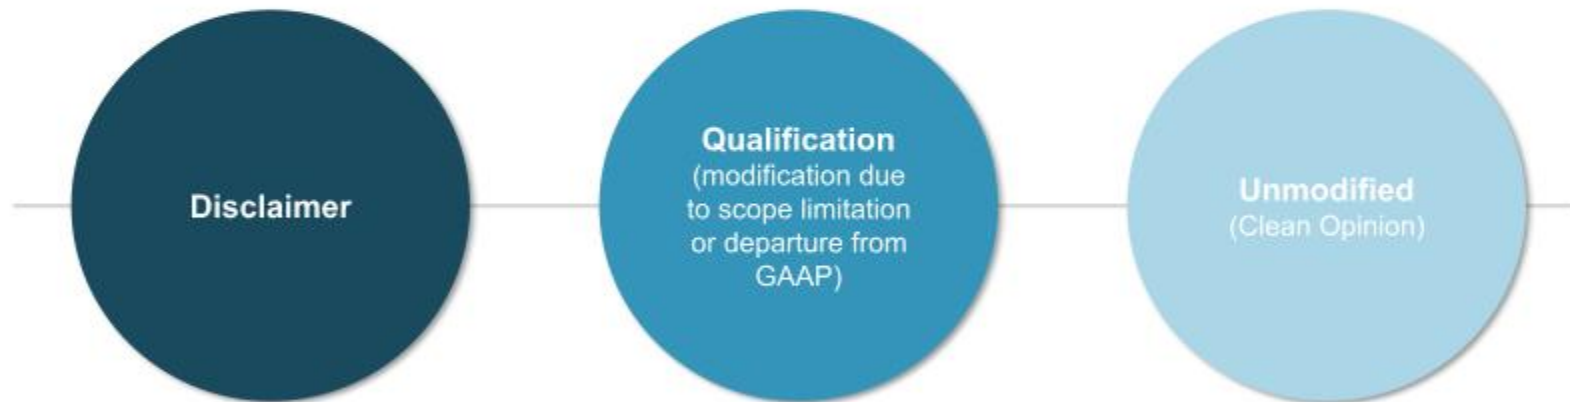 Disclaimer
Qualification
(modification due
to scope limitation
or departure from
GAAP)
Unmodified
(Clean Opinion)